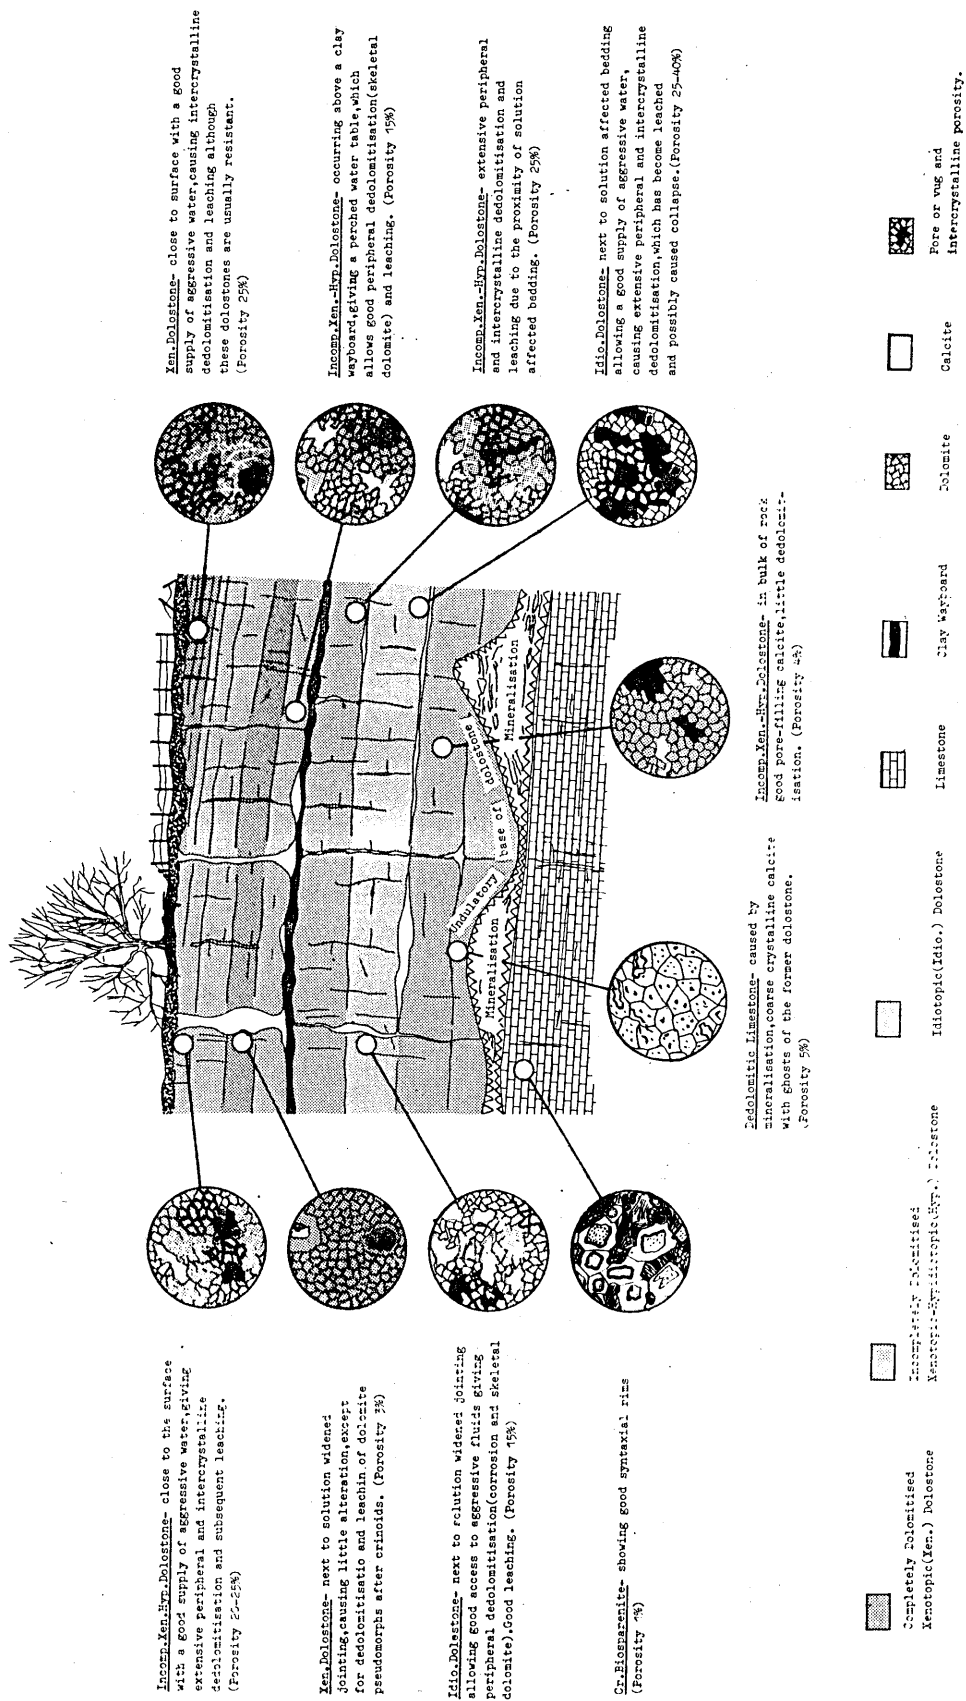 Incomp.Xen.Hyp.Dolostone- close to the surface
with a good supply of aggressive water,giving
extensive peripheral and intercrystalline
dedolomitisation and subsequent leaching.
(Porosity 20-25%)
Xen.Dolostone- next to solution widened
jointing,causing little alteration,except
for dedolomitisatio and leachin.of dolomite
pseudomorphs after crinoids. (Porosity 3%)
Idio.Dolostone- next to solution widened jointing
allowing good access to aggressive fluids giving
peripheral dedolomitisation(corrosion and skeletal
dolomite).Good leaching. (Porosity 15%)
Cr.Biosparenite- showing good syntaxial rims
(Porosity 1%)
Undulatory base of dolostone
Mineralisation
Mineralisation
Xen.Dolostone- close to surface with a good
supply of aggressive water,causing intercrystalline
dedolomitisation and leaching although
these dolostones are usually resistant.
(Porosity 25%)
Incomp.Xen.-Hyp.Dolostone- occurring above a clay
wayboard,giving a perched water table,which
allows good peripheral dedolomitisation(skeletal
dolomite) and leaching. (Porosity 15%)
Incomp.Xen.-Hyp.Dolostone- extensive peripheral
and intercrystalline dedolomitisation and
leaching due to the proximity of solution
affected bedding. (Porosity 25%)
Idio.Dolostone- next to solution affected bedding
allowing a good supply of aggressive water,
causing extensive peripheral and intercrystalline
dedolomitisation,which has become leached
and possibly caused collapse.(Porosity 25-40%)
Dedolomitic Limestone- caused by
mineralisation,coarse crystalline calcite
with ghosts of the former dolostone.
(Porosity 5%)
Incomp.Xen.-Hyp.Dolostone- in bulk of rock
good pore-filling calcite,little dedolomit-
isation. (Porosity 4%)
Completely Dolomitised
Xenotopic(Xen.) Dolostone
Incompletely Dolomitised
Xenotopic-Hypidiotopic(Hyp.) Dolostone
Idiotopic(Idio.) Dolostone
Limestone
Clay Wayboard
Dolomite
Calcite
Pore or vug and
intercrystalline porosity.